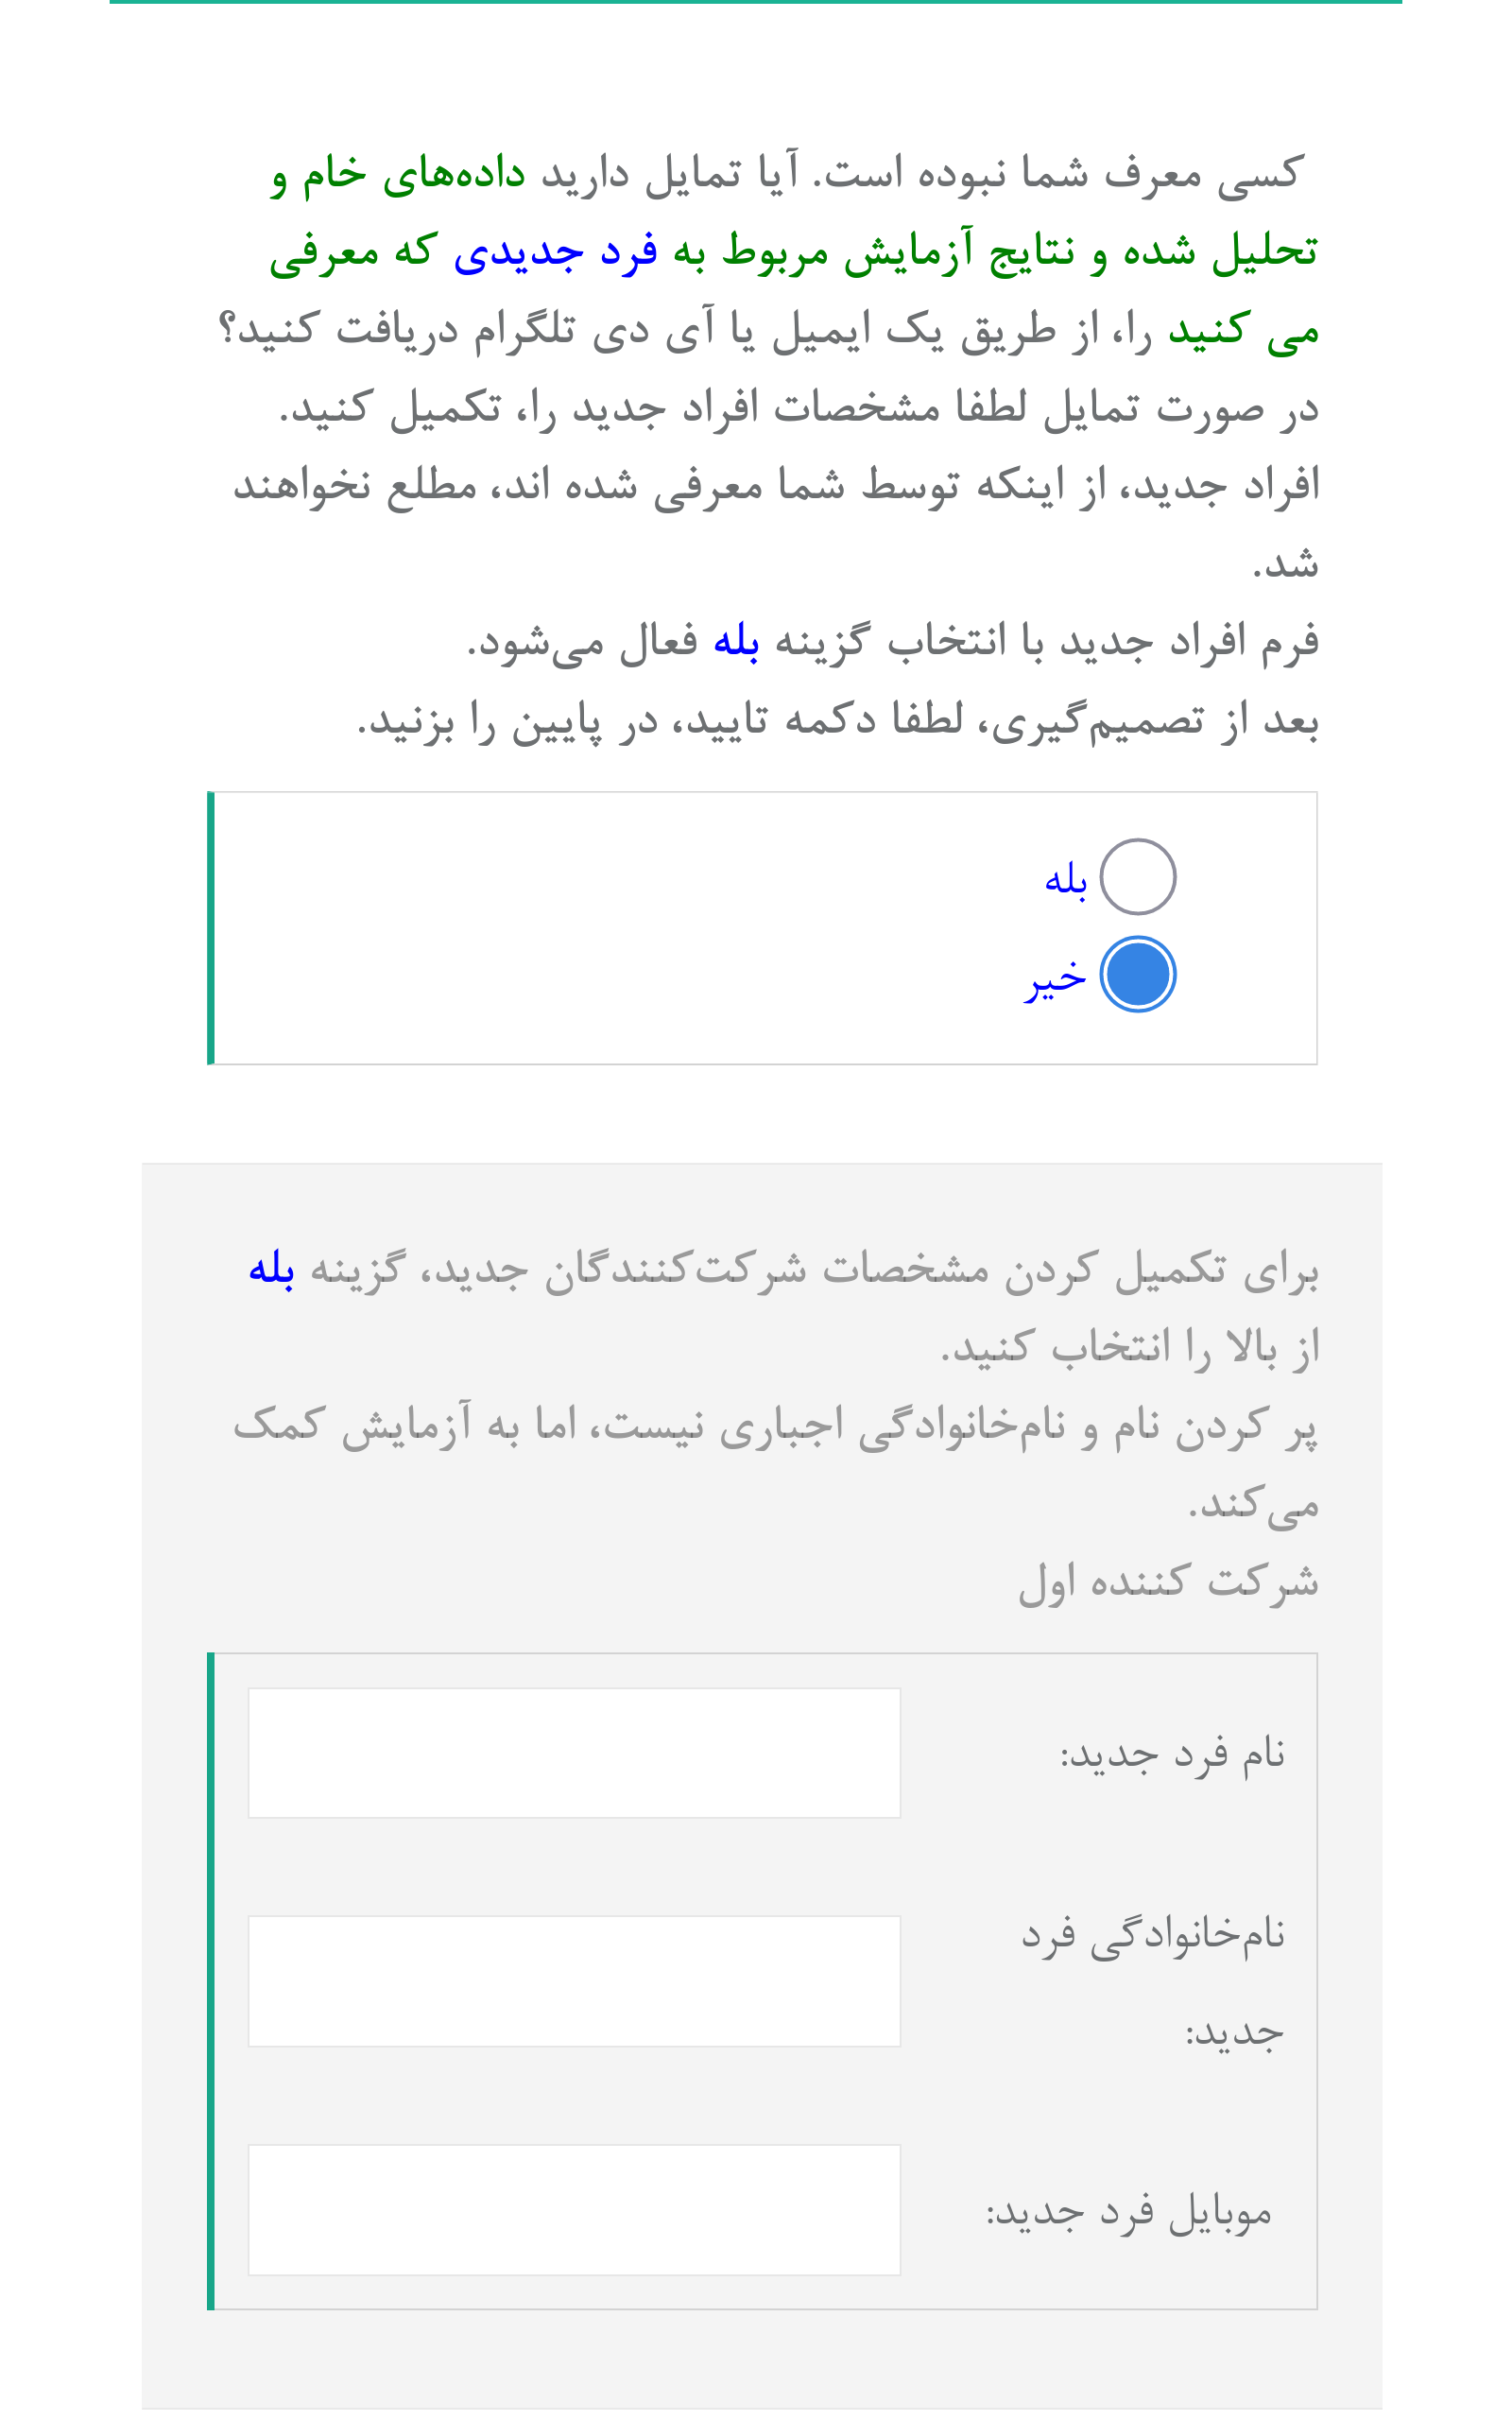 کسی معرف شما نبوده است. آیا تمایل دارید داده‌های خام و
تحلیل شده و نتایج آزمایش مربوط به فرد جدیدی که معرفی
می کنید را، از طریق یک ایمیل یا آی دی تلگرام دریافت کنید؟
در صورت تمایل لطفا مشخصات افراد جدید را، تکمیل کنید.
افراد جدید، از اینکه توسط شما معرفی شده اند، مطلع نخواهند
شد.
فرم افراد جدید با انتخاب گزینه بله فعال می‌شود.
بعد از تصمیم‌گیری، لطفا دکمه تایید، در پایین را بزنید.
بله
خیر
برای تکمیل کردن مشخصات شرکت‌کنندگان جدید، گزینه بله
از بالا را انتخاب کنید.
پر کردن نام و نام‌خانوادگی اجباری نیست، اما به آزمایش کمک
می‌کند.
شرکت کننده اول
نام فرد جدید:
نام‌خانوادگی فرد
جدید:
موبایل فرد جدید: